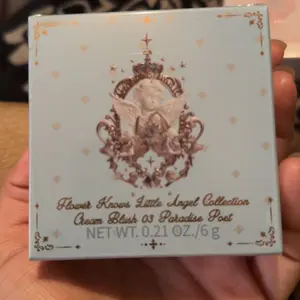 Flower Knows Little Angel Collection
Cream Blush 03 Paradise Poet
NET WT. 0.21 OZ./6 g